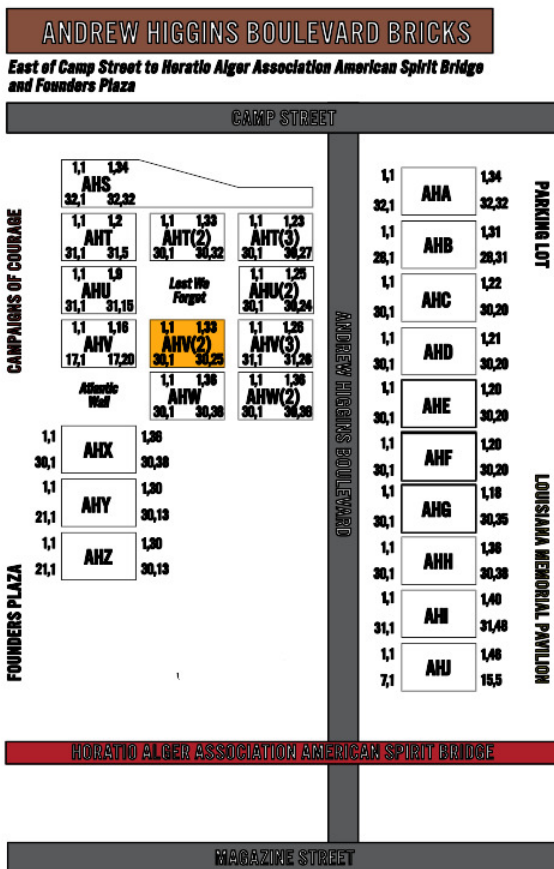 ANDREW HIGGINS BOULEVARD BRICKS
East of Camp Street to Horatio Alger Association American Spirit Bridge
and Founders Plaza
CAMP STREET
1,1 1,34
AHS
32,1 32,32
1,1 1,2
AHT
31,1 31,5
1,1 1,33
AHT(2)
30,1 30,32
1,1 1,23
AHT(3)
30,1 30,27
1,1 1,9
AHU
31,1 31,15
Lest We
Forget
1,1 1,25
AHU(2)
30,1 30,24
1,1 1,16
AHV
17,1 17,20
1,1 1,33
AHV(2)
30,1 30,25
1,1 1,26
AHV(3)
31,1 31,26
Atlantic
Wall
1,1 1,36
AHW
30,1 30,38
1,1 1,36
AHW(2)
30,1 30,38
1,1 1,36
AHX
30,1 30,38
1,1 1,30
AHY
21,1 30,13
1,1 1,30
AHZ
21,1 30,13
CAMPAIGNS OF COURAGE
FOUNDERS PLAZA
ANDREW HIGGINS BOULEVARD
1,1 1,34
AHA
32,1 32,32
1,1 1,31
AHB
28,1 28,31
1,1 1,22
AHC
30,1 30,20
1,1 1,21
AHD
30,1 30,20
1,1 1,20
AHE
30,1 30,20
1,1 1,20
AHF
30,1 30,20
1,1 1,18
AHG
30,1 30,35
1,1 1,36
AHH
30,1 30,38
1,1 1,40
AHI
31,1 31,48
1,1 1,46
AHJ
7,1 15,5
PARKING LOT
LOUISIANA MEMORIAL PAVILION
HORATIO ALGER ASSOCIATION AMERICAN SPIRIT BRIDGE
MAGAZINE STREET